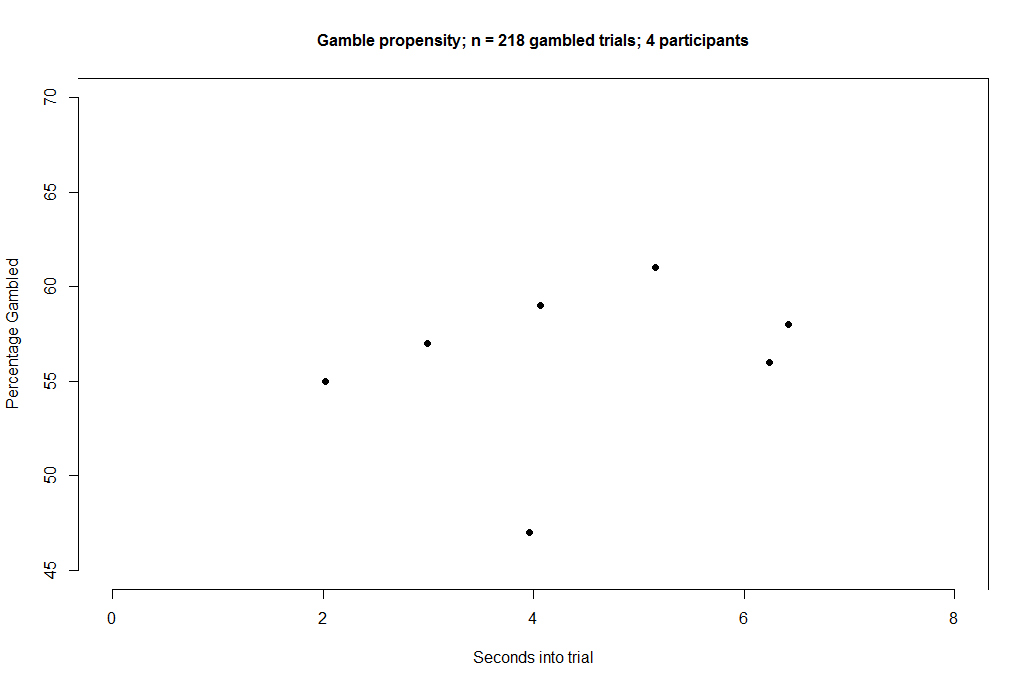 Gamble propensity; n = 218 gambled trials; 4 participants
70
65
60
55
50
45
Percentage Gambled
0 2 4 6 8
Seconds into trial